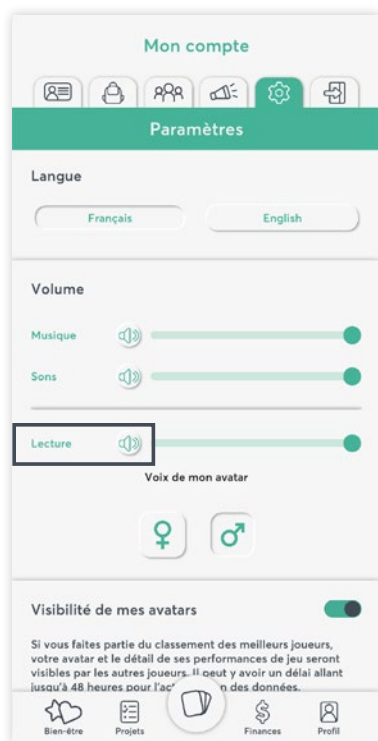 Mon compte
Paramètres
Langue
Français English
Volume
Musique
Sons
Lecture
Voix de mon avatar
Visibilité de mes avatars
Si vous faites partie du classement des meilleurs joueurs,
votre avatar et le détail de ses performances de jeu seront
visibles par les autres joueurs. Il peut y avoir un délai allant
jusqu'à 48 heures pour des données.
Bien-être Projets Finances Profil